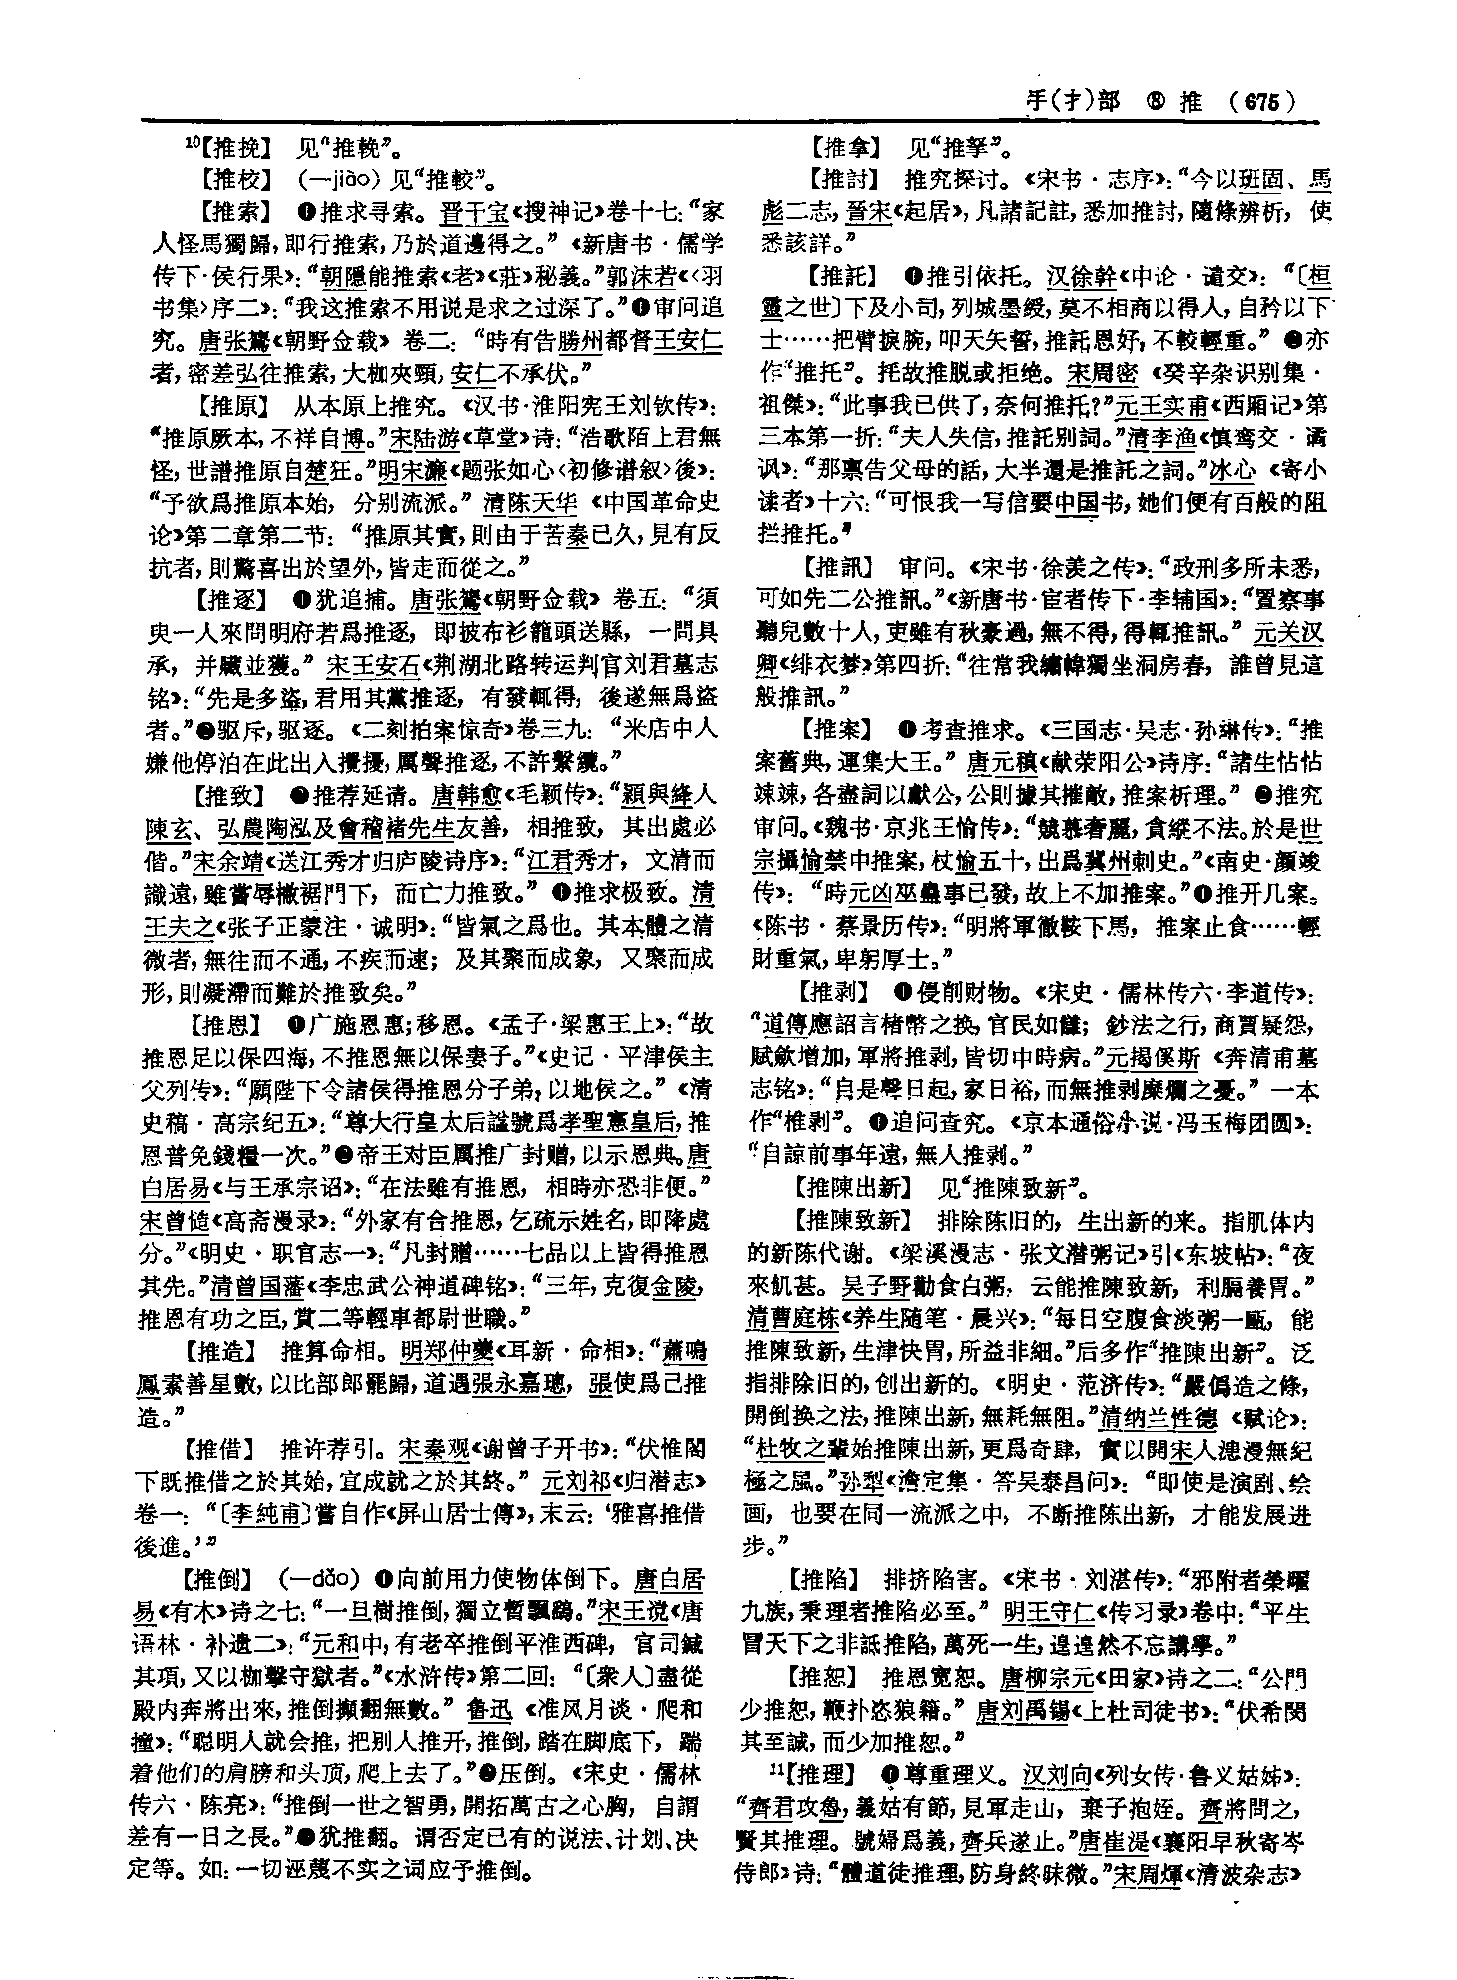 手(扌)部 ⑧ 推 (675)
¹⁰【推挽】 见“推輓”。
【推校】 (—jiào)见“推較”。
【推索】 ❶推求寻索。晋干宝《搜神记》卷十七:“家
人怪馬獨歸,即行推索,乃於道邊得之。”《新唐书·儒学
传下·侯行果》:“朝隱能推索《老》《莊》秘義。”郭沫若《〈羽
书集〉序二》:“我这推索不用说是求之过深了。”❷审问追
究。唐张鷟《朝野佥载》卷二:“時有告勝州都督王安仁
者,密差弘往推索,大枷夾頸,安仁不承伏。”
【推原】 从本原上推究。《汉书·淮阳宪王刘钦传》:
“推原厥本,不祥自博。”宋陆游《草堂》诗:“浩歌陌上君無
怪,世譜推原自楚狂。”明宋濂《题张如心〈初修谱叙〉後》:
“予欲爲推原本始,分别流派。”清陈天华《中国革命史
论》第二章第二节:“推原其實,則由于苦秦已久,見有反
抗者,則驚喜出於望外,皆走而從之。”
【推逐】 ❶犹追捕。唐张鷟《朝野佥载》卷五:“須
臾一人來問明府若爲推逐,即披布衫籠頭送縣,一問具
承,并贜並獲。”宋王安石《荆湖北路转运判官刘君墓志
铭》:“先是多盜,君用其黨推逐,有發輒得,後遂無爲盜
者。”❷驱斥,驱逐。《二刻拍案惊奇》卷三九:“米店中人
嫌他停泊在此出入攪擾,厲聲推逐,不許繫纜。”
【推致】 ❶推荐延请。唐韩愈《毛颖传》:“穎與絳人
陳玄、弘農陶泓及會稽褚先生友善,相推致,其出處必
偕。”宋余靖《送江秀才归庐陵诗序》:“江君秀才,文清而
識遠,雖嘗辱橄裾門下,而亡力推致。”❷推求极致。清
王夫之《张子正蒙注·诚明》:“皆氣之爲也。其本體之清
微者,無往而不通,不疾而速;及其聚而成象,又聚而成
形,則凝滯而難於推致矣。”
【推恩】 ❶广施恩惠;移恩。《孟子·梁惠王上》:“故
推恩足以保四海,不推恩無以保妻子。”《史记·平津侯主
父列传》:“願陛下令諸侯得推恩分子弟,以地侯之。”《清
史稿·高宗纪五》:“尊大行皇太后諡號爲孝聖憲皇后,推
恩普免錢糧一次。”❷帝王对臣属推广封赠,以示恩典。唐
白居易《与王承宗诏》:“在法雖有推恩,相時亦恐非便。”
宋曾慥《高斋漫录》:“外家有合推恩,乞疏示姓名,即降處
分。”《明史·职官志一》:“凡封贈……七品以上皆得推恩
其先。”清曾国藩《李忠武公神道碑铭》:“三年,克復金陵,
推恩有功之臣,賞二等輕車都尉世職。”
【推造】 推算命相。明郑仲夔《耳新·命相》:“蕭鳴
鳳素善星數,以比部郎罷歸,道遇張永嘉璁,張使爲己推
造。”
【推借】 推许荐引。宋秦观《谢曾子开书》:“伏惟閣
下既推借之於其始,宜成就之於其終。”元刘祁《归潜志》
卷一:“〔李純甫〕嘗自作《屏山居士傳》,末云:‘雅喜推借
後進。’”
【推倒】 (—dǎo)❶向前用力使物体倒下。唐白居
易《有木》诗之七:“一旦樹推倒,獨立暫飄颻。”宋王谠《唐
语林·补遗二》:“元和中,有老卒推倒平淮西碑,官司鍼
其項,又以枷擊守獄者。”《水浒传》第二回:“〔衆人〕盡從
殿内奔將出來,推倒攧翻無數。”鲁迅《准风月谈·爬和
撞》:“聪明人就会推,把别人推开,推倒,踏在脚底下,踹
着他们的肩膀和头顶,爬上去了。”❷压倒。《宋史·儒林
传六·陈亮》:“推倒一世之智勇,開拓萬古之心胸,自謂
差有一日之長。”❸犹推翻。谓否定已有的说法、计划、决
定等。如:一切诬蔑不实之词应予推倒。
【推拿】 见“推拏”。
【推討】 推究探讨。《宋书·志序》:“今以班固、馬
彪二志,晉宋《起居》,凡諸記註,悉加推討,隨條辨析,使
悉該詳。”
【推託】 ❶推引依托。汉徐幹《中论·谴交》:“〔桓
靈之世〕下及小司,列城墨綬,莫不相商以得人,自矜以下
士……把臂捩腕,叩天矢誓,推託恩好,不較輕重。”❷亦
作“推托”。托故推脱或拒绝。宋周密《癸辛杂识别集·
祖傑》:“此事我已供了,奈何推托?”元王实甫《西厢记》第
三本第一折:“夫人失信,推託别詞。”清李渔《慎鸾交·谲
讽》:“那禀告父母的話,大半還是推託之詞。”冰心《寄小
读者》十六:“可恨我一写信要中国书,她们便有百般的阻
拦推托。”
【推訊】 审问。《宋书·徐羡之传》:“政刑多所未悉,
可如先二公推訊。”《新唐书·宦者传下·李辅国》:“置察事
聽兒數十人,吏雖有秋豪過,無不得,得輒推訊。”元关汉
卿《绯衣梦》第四折:“往常我繡幃獨坐洞房春,誰曾見這
般推訊。”
【推案】 ❶考查推求。《三国志·吴志·孙綝传》:“推
案舊典,運集大王。”唐元稹《献荥阳公》诗序:“諸生怗怗
竦竦,各盡詞以獻公,公則據其摧敵,推案析理。”❷推究
审问。《魏书·京兆王愉传》:“競慕奢麗,貪縱不法。於是世
宗攝愉禁中推案,杖愉五十,出爲冀州刺史。”《南史·颜竣
传》:“時元凶巫蠱事已發,故上不加推案。”❸推开几案。
《陈书·蔡景历传》:“明將軍徹鞍下馬,推案止食……輕
財重氣,卑躬厚士。”
【推剥】 ❶侵削财物。《宋史·儒林传六·李道传》:
“道傳應詔言楮幣之换,官民如讎;鈔法之行,商賈疑怨,
賦斂增加,軍將推剥,皆切中時病。”元揭傒斯《奔清甫墓
志铭》:“自是聲日起,家日裕,而無推剥糜爛之憂。”一本
作“椎剥”。❷追问查究。《京本通俗小说·冯玉梅团圆》:
“自諒前事年遠,無人推剥。”
【推陳出新】 见“推陳致新”。
【推陳致新】 排除陈旧的,生出新的来。指肌体内
的新陈代谢。《梁溪漫志·张文潜粥记》引《东坡帖》:“夜
來飢甚。吴子野勸食白粥,云能推陳致新,利膈養胃。”
清曹庭栋《养生随笔·晨兴》:“每日空腹食淡粥一甌,能
推陳致新,生津快胃,所益非細。”后多作“推陳出新”。泛
指排除旧的,创出新的。《明史·范济传》:“嚴僞造之條,
開倒换之法,推陳出新,無耗無阻。”清纳兰性德《赋论》:
“杜牧之輩始推陳出新,更爲奇肆,實以開宋人漶漫無紀
極之風。”孙犁《澹定集·答吴泰昌问》:“即使是演剧、绘
画,也要在同一流派之中,不断推陈出新,才能发展进
步。”
【推陷】 排挤陷害。《宋书·刘湛传》:“邪附者榮曜
九族,秉理者推陷必至。”明王守仁《传习录》卷中:“平生
冒天下之非詆推陷,萬死一生,遑遑然不忘講學。”
【推恕】 推恩宽恕。唐柳宗元《田家》诗之二:“公門
少推恕,鞭扑恣狼籍。”唐刘禹锡《上杜司徒书》:“伏希閔
其至誠,而少加推恕。”
¹¹【推理】 ❶尊重理义。汉刘向《列女传·鲁义姑姊》:
“齊君攻魯,義姑有節,見軍走山,棄子抱姪。齊將問之,
賢其推理。號婦爲義,齊兵遂止。”唐崔湜《襄阳早秋寄岑
侍郎》诗:“體道徒推理,防身終昧微。”宋周煇《清波杂志》